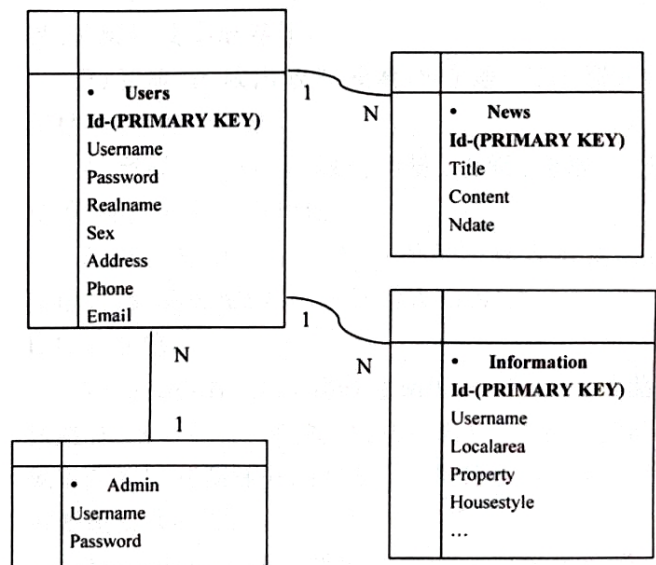 • Users
Id-(PRIMARY KEY)
Username
Password
Realname
Sex
Address
Phone
Email
1
N
• News
Id-(PRIMARY KEY)
Title
Content
Ndate
1
N
• Information
Id-(PRIMARY KEY)
Username
Localarea
Property
Housestyle
...
N
1
• Admin
Username
Password